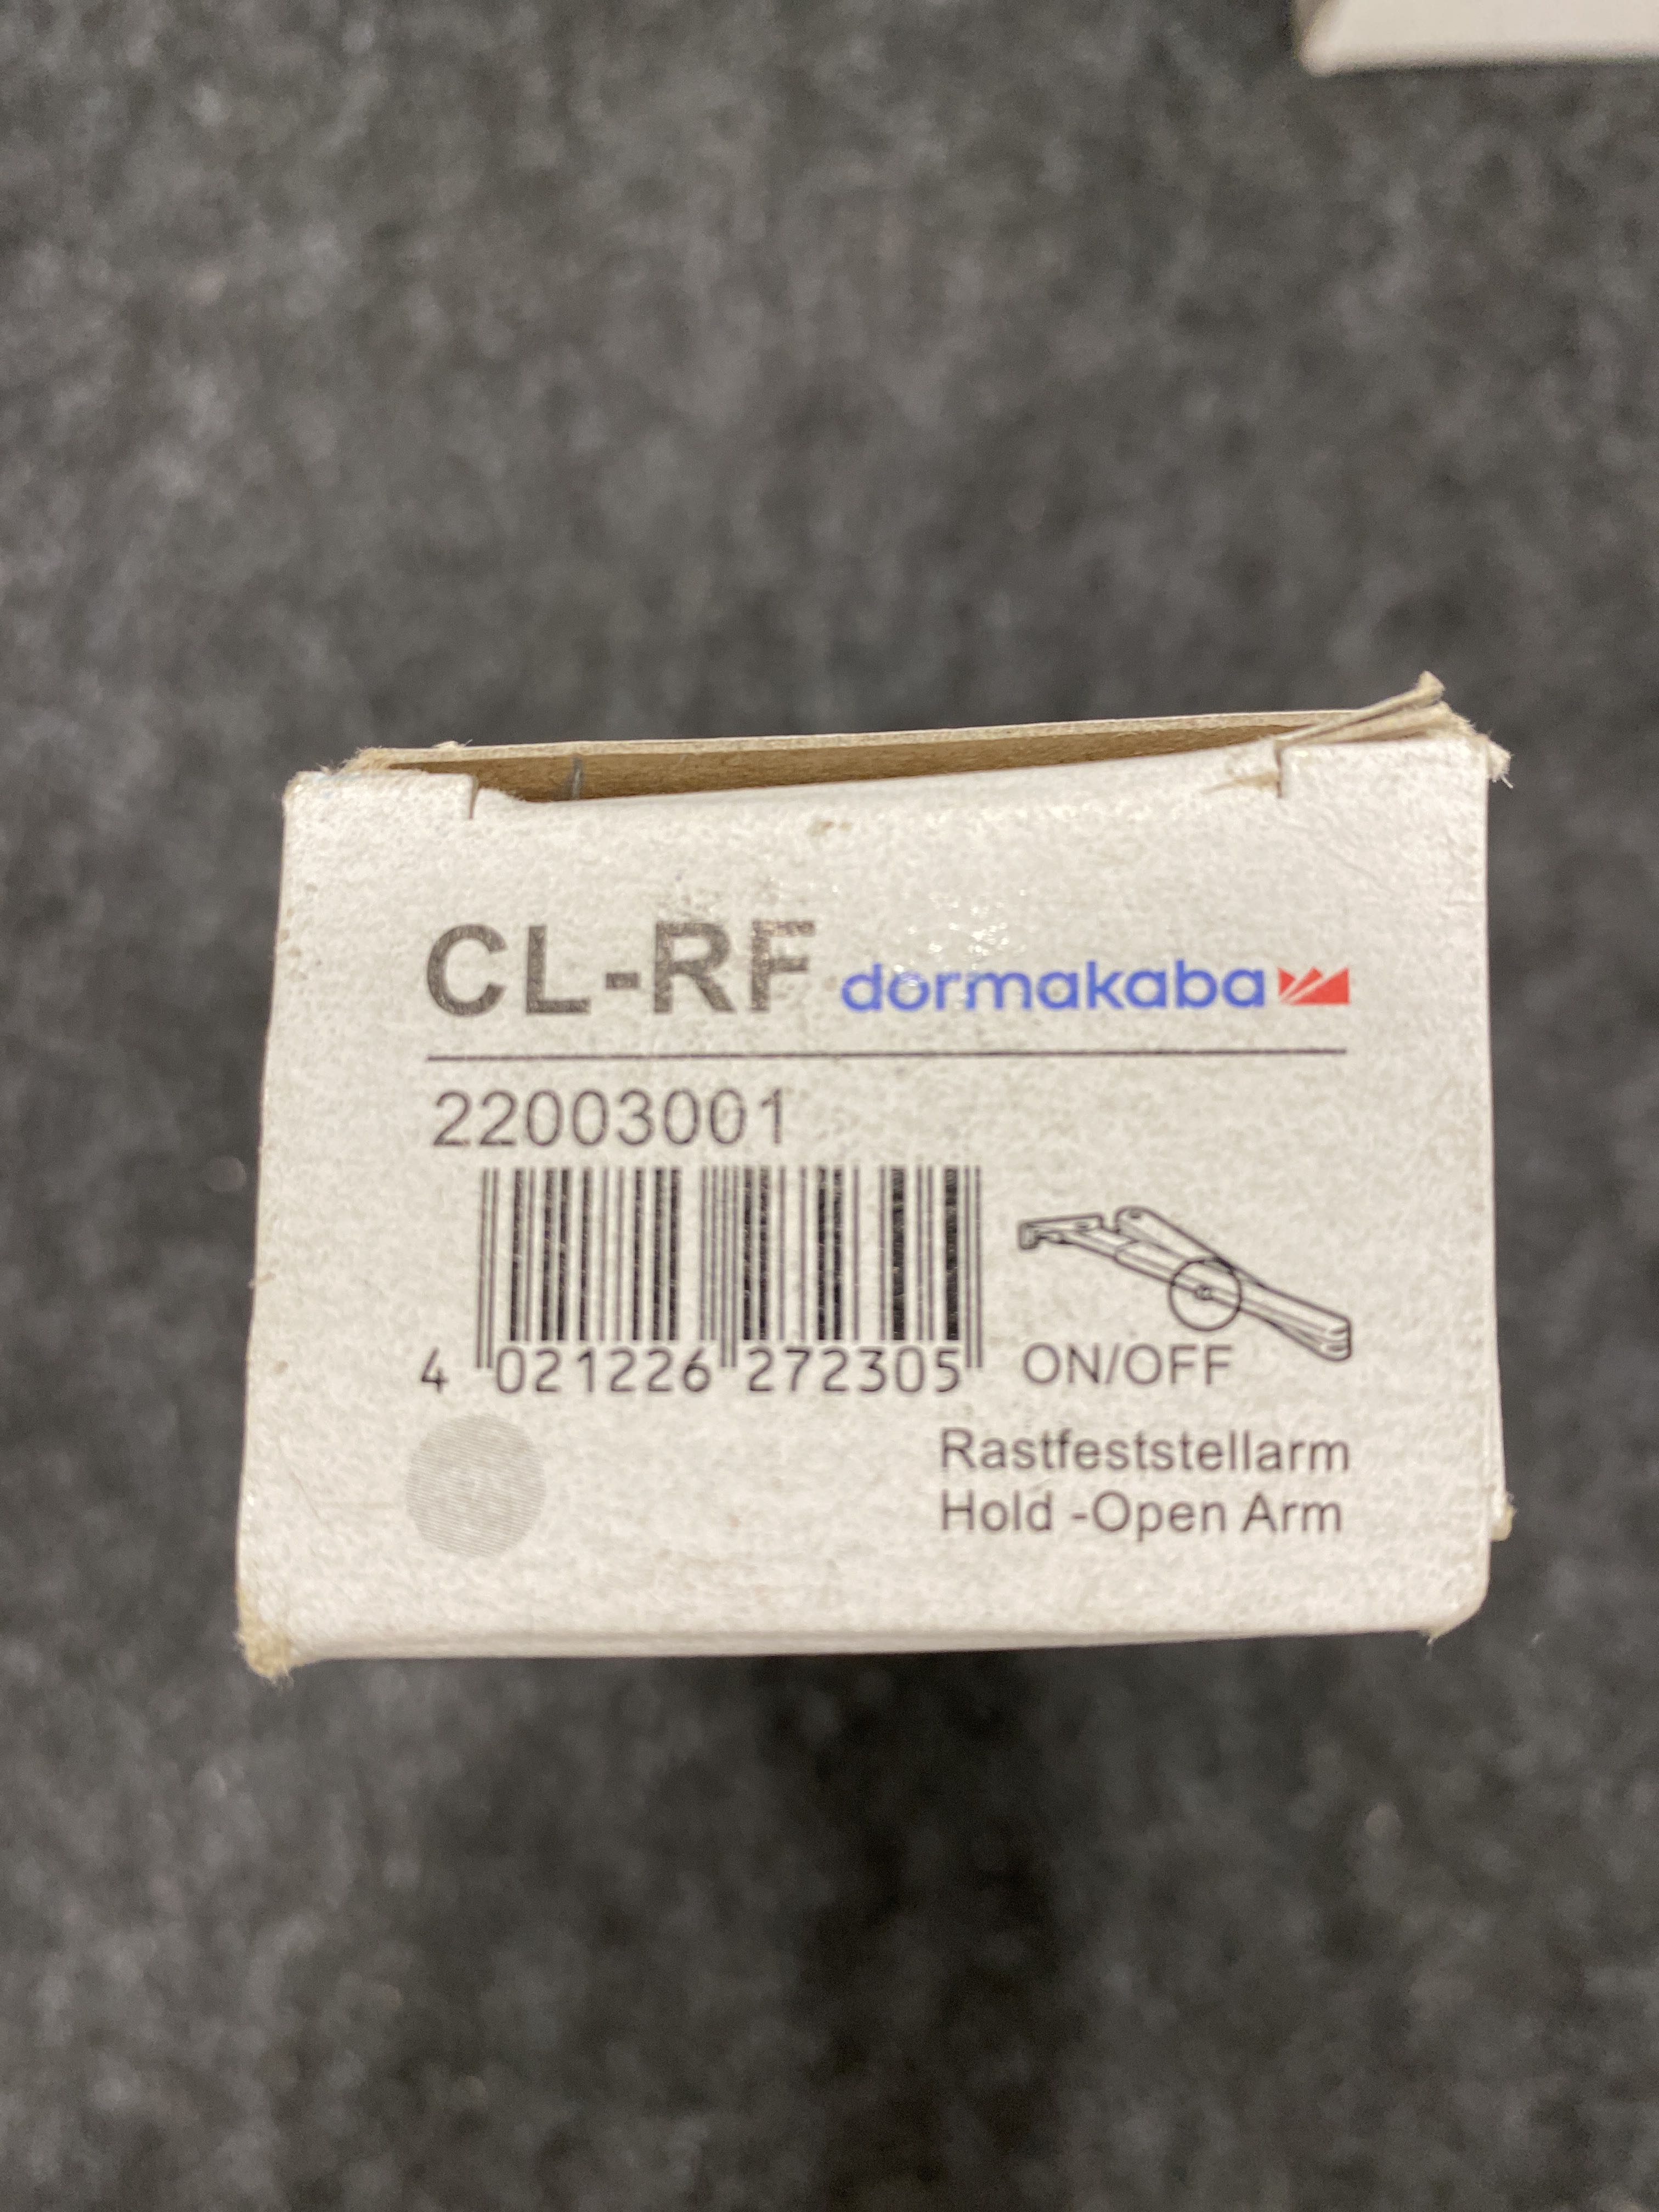 CL-RF dormakaba
22003001
4 021226 272305
ON/OFF
Rastfeststellarm
Hold -Open Arm